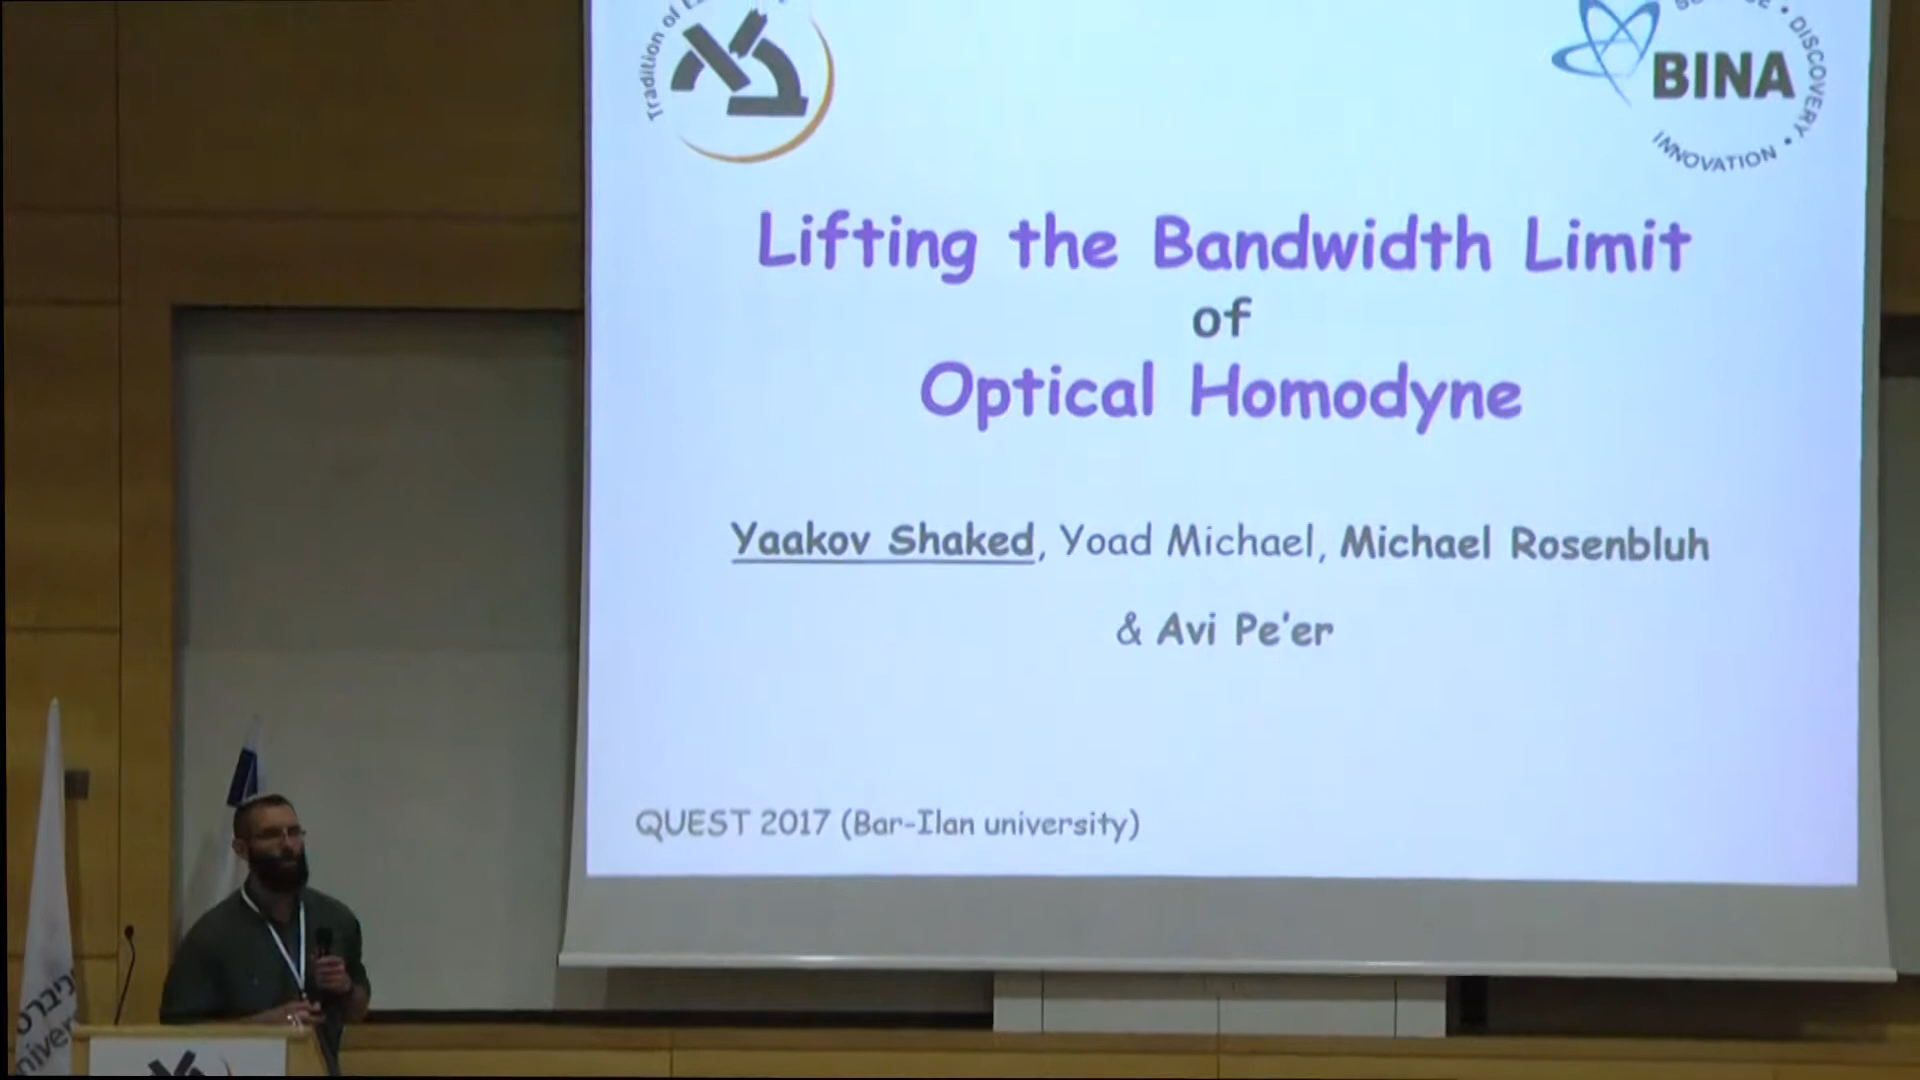 Tradition of
DISCOVERY
BINA
INNOVATION
Lifting the Bandwidth Limit
of
Optical Homodyne
Yaakov Shaked, Yoad Michael, Michael Rosenbluh
& Avi Pe'er
QUEST 2017 (Bar-Ilan university)